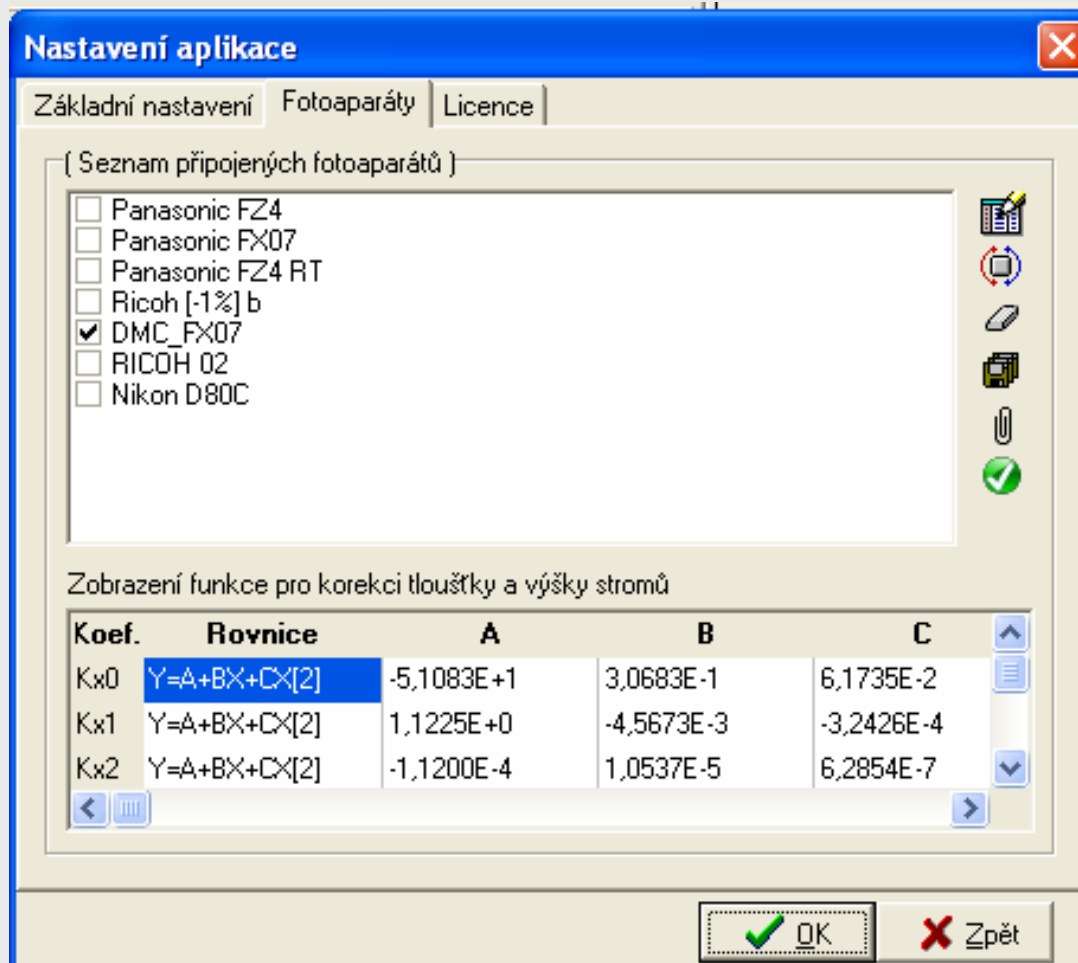 Nastavení aplikace
Základní nastavení Fotoaparáty Licence
( Seznam připojených fotoaparátů )
Panasonic FZ4
Panasonic FX07
Panasonic FZ4 RT
Ricoh [-1%] b
DMC_FX07
RICOH 02
Nikon D80C
Zobrazení funkce pro korekci tloušťky a výšky stromů
Koef. Rovnice A B C
Kx0 Y=A+BX+CX[2] -5,1083E+1 3,0683E-1 6,1735E-2
Kx1 Y=A+BX+CX[2] 1,1225E+0 -4,5673E-3 -3,2426E-4
Kx2 Y=A+BX+CX[2] -1,1200E-4 1,0537E-5 6,2854E-7
OK Zpět